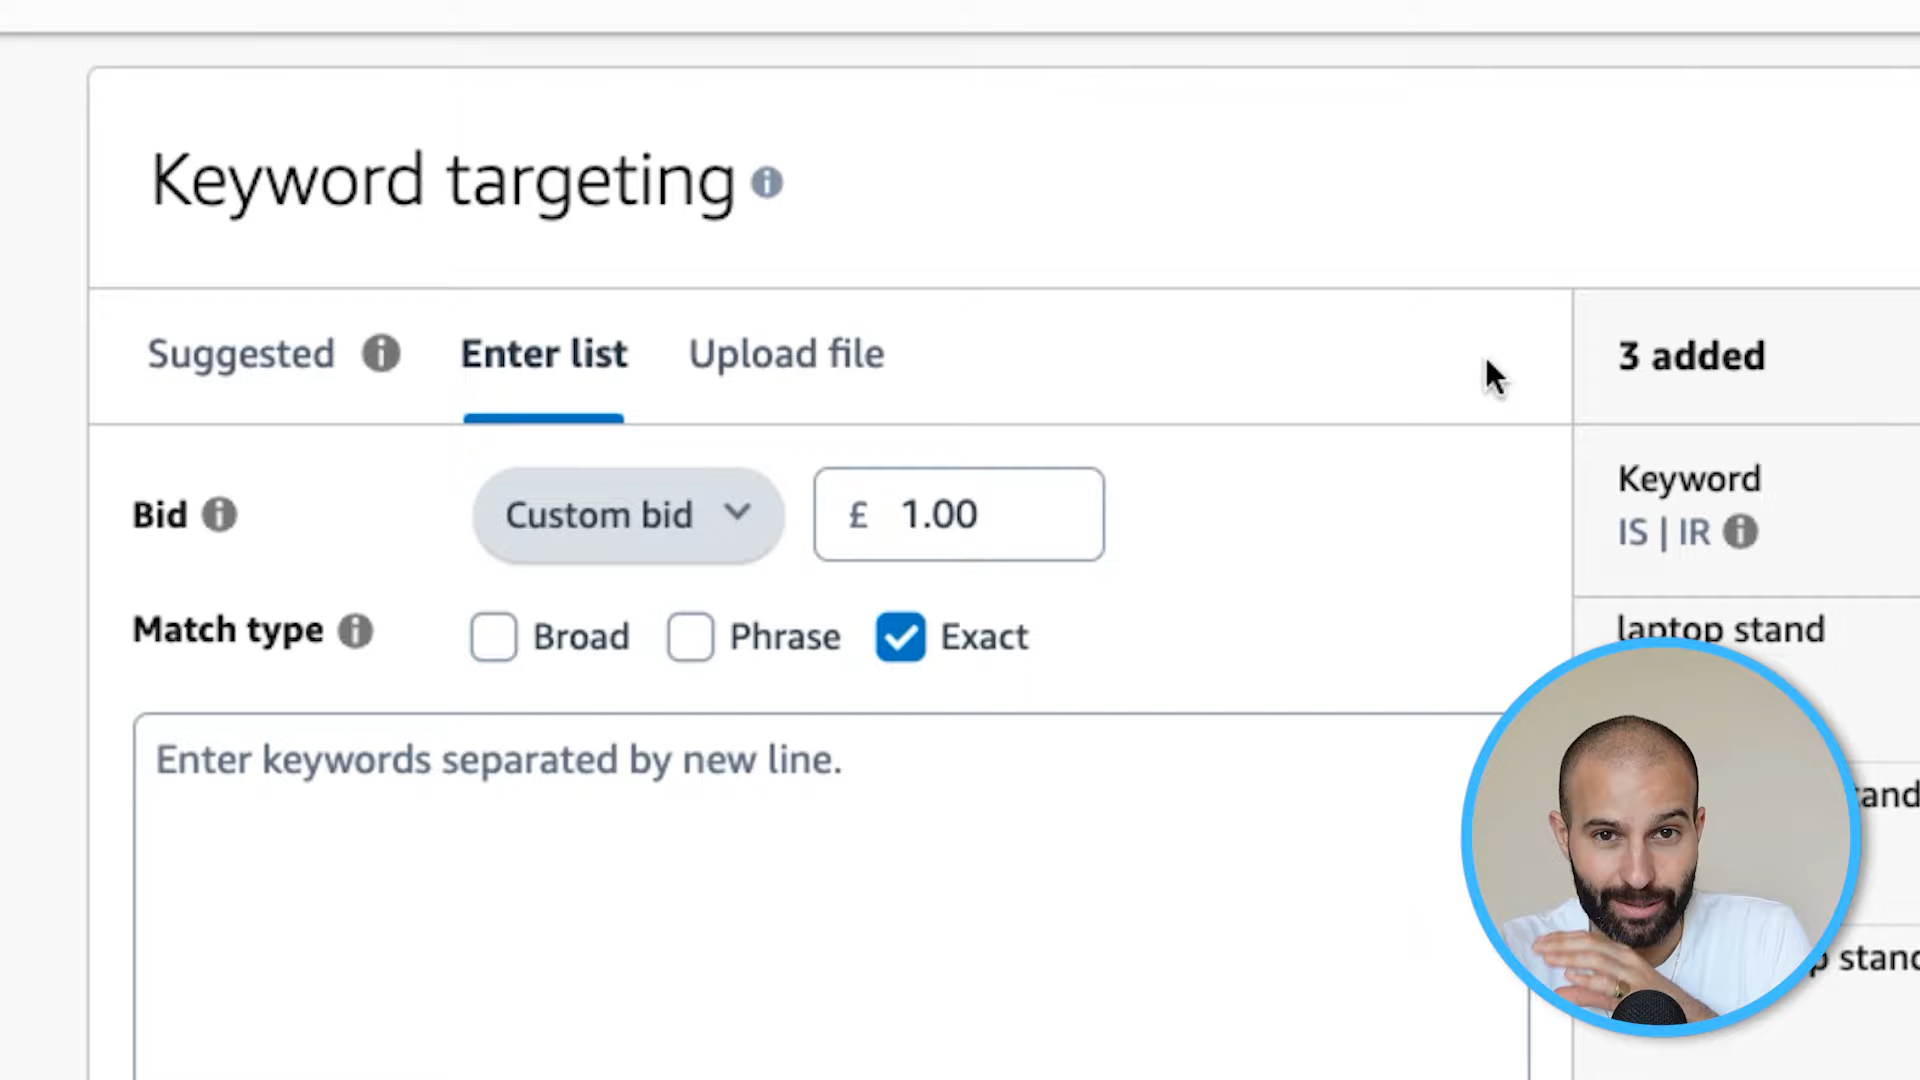 Keyword targeting
Suggested Enter list Upload file
3 added
Bid Custom bid £ 1.00
Keyword
IS | IR
Match type Broad Phrase Exact
laptop stand
Enter keywords separated by new line.
stand